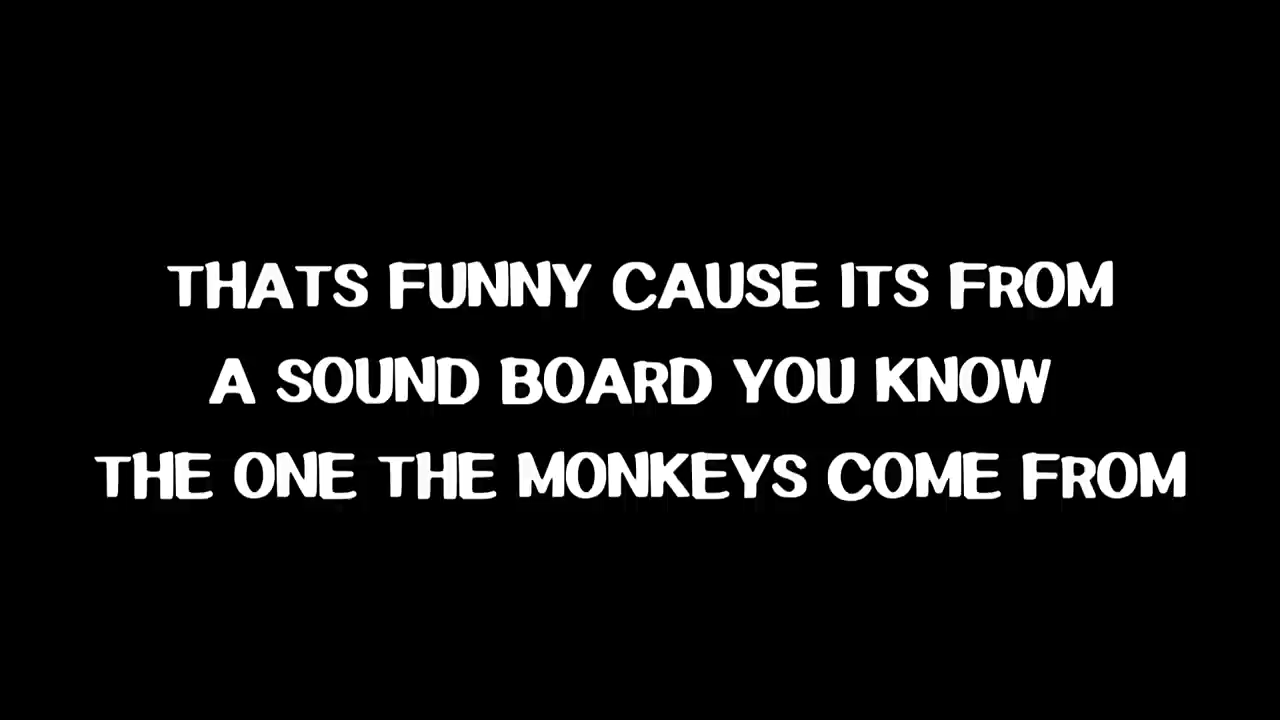 THATS FUNNY CAUSE ITS FROM
A SOUND BOARD YOU KNOW
THE ONE THE MONKEYS COME FROM